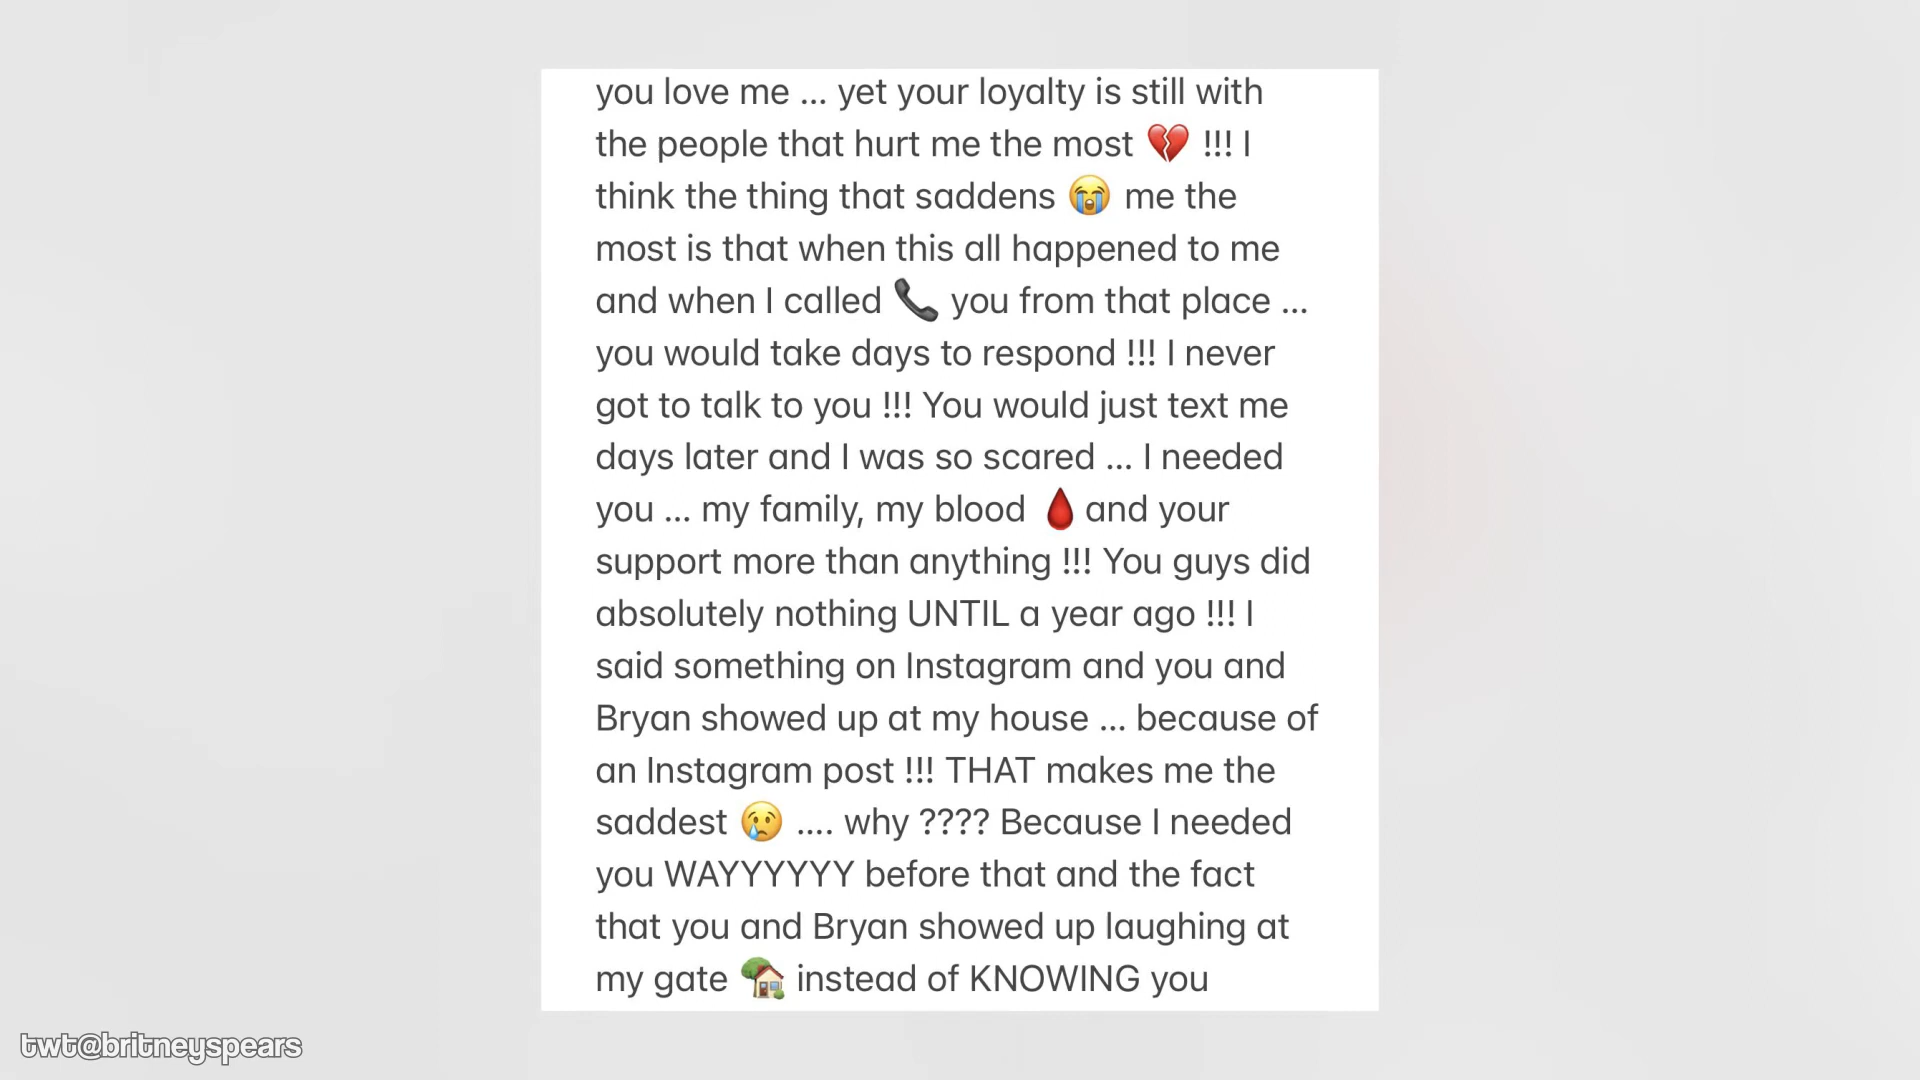 you love me ... yet your loyalty is still with
the people that hurt me the most 💔 !!! I
think the thing that saddens 😭 me the
most is that when this all happened to me
and when I called 📞 you from that place ...
you would take days to respond !!! I never
got to talk to you !!! You would just text me
days later and I was so scared ... I needed
you ... my family, my blood 🩸 and your
support more than anything !!! You guys did
absolutely nothing UNTIL a year ago !!! I
said something on Instagram and you and
Bryan showed up at my house ... because of
an Instagram post !!! THAT makes me the
saddest 😢 .... why ???? Because I needed
you WAYYYYYY before that and the fact
that you and Bryan showed up laughing at
my gate 🏡 instead of KNOWING you
twt@britneyspears